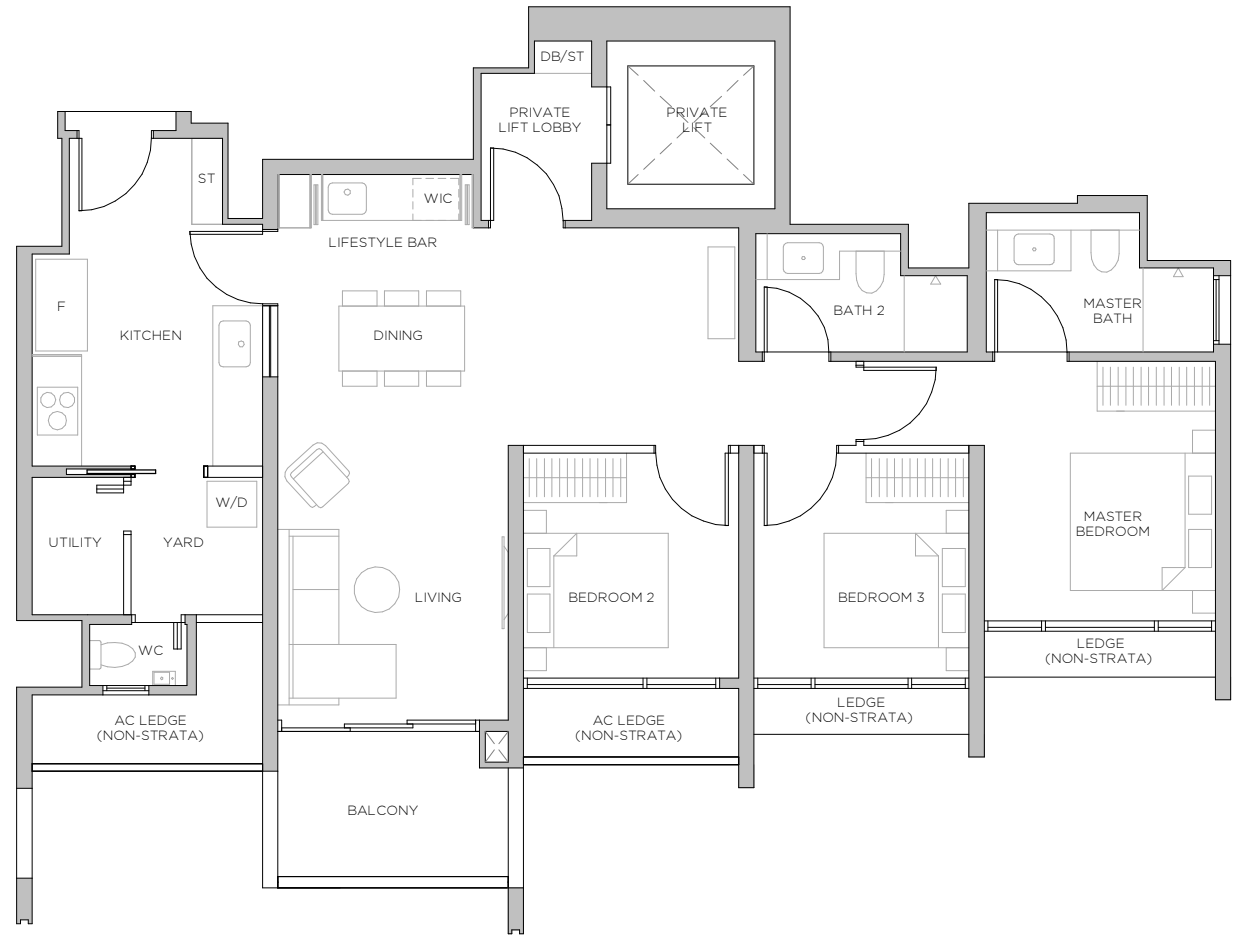 DB/ST
PRIVATE
LIFT LOBBY
PRIVATE
LIFT
ST
WIC
LIFESTYLE BAR
F
KITCHEN
DINING
BATH 2
MASTER
BATH
W/D
UTILITY
YARD
LIVING
BEDROOM 2
BEDROOM 3
MASTER
BEDROOM
WC
LEDGE
(NON-STRATA)
AC LEDGE
(NON-STRATA)
AC LEDGE
(NON-STRATA)
LEDGE
(NON-STRATA)
BALCONY